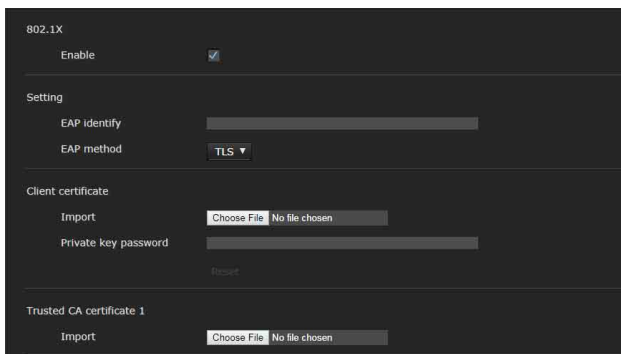 802.1X
Enable
Setting
EAP identify
EAP method TLS
Client certificate
Import Choose File No file chosen
Private key password
Reset
Trusted CA certificate 1
Import Choose File No file chosen